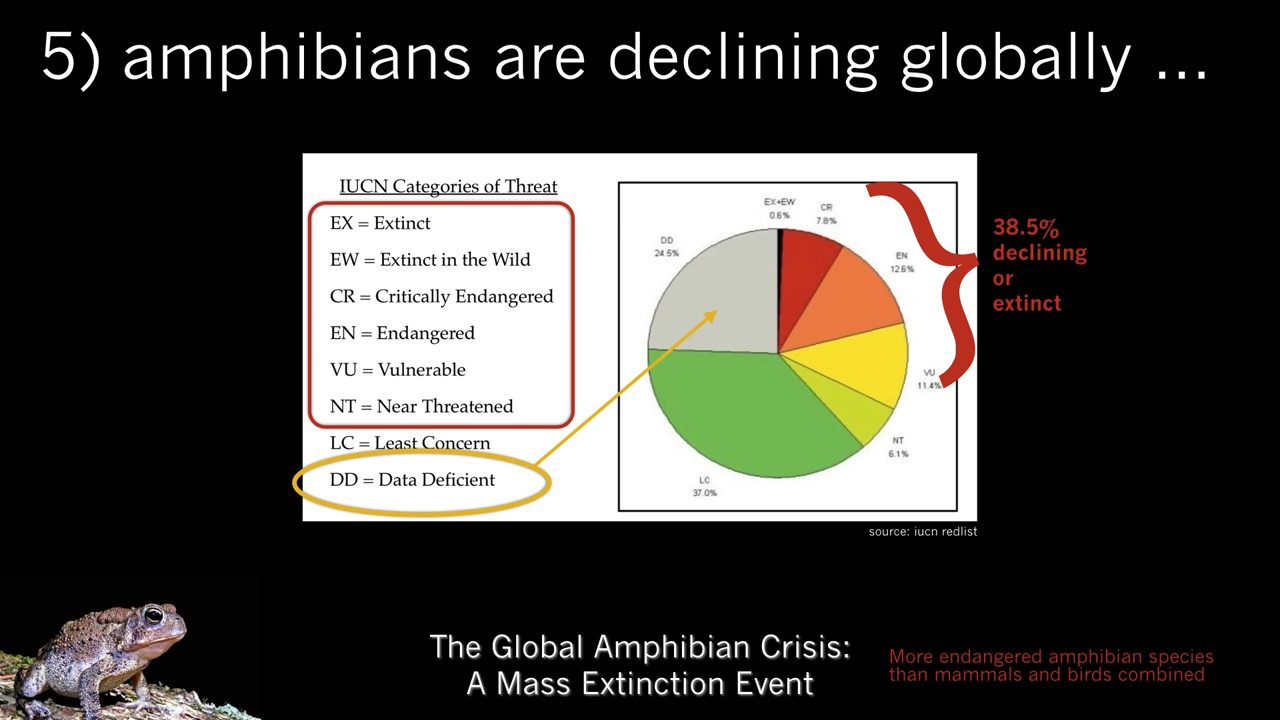 5) amphibians are declining globally ...
IUCN Categories of Threat
EX = Extinct
EW = Extinct in the Wild
CR = Critically Endangered
EN = Endangered
VU = Vulnerable
NT = Near Threatened
LC = Least Concern
DD = Data Deficient
EX+EW
0.6%
CR
7.8%
EN
12.6%
VU
11.4%
NT
6.1%
LC
37.0%
DD
24.5%
38.5%
declining
or
extinct
source: iucn redlist
The Global Amphibian Crisis:
A Mass Extinction Event
More endangered amphibian species
than mammals and birds combined